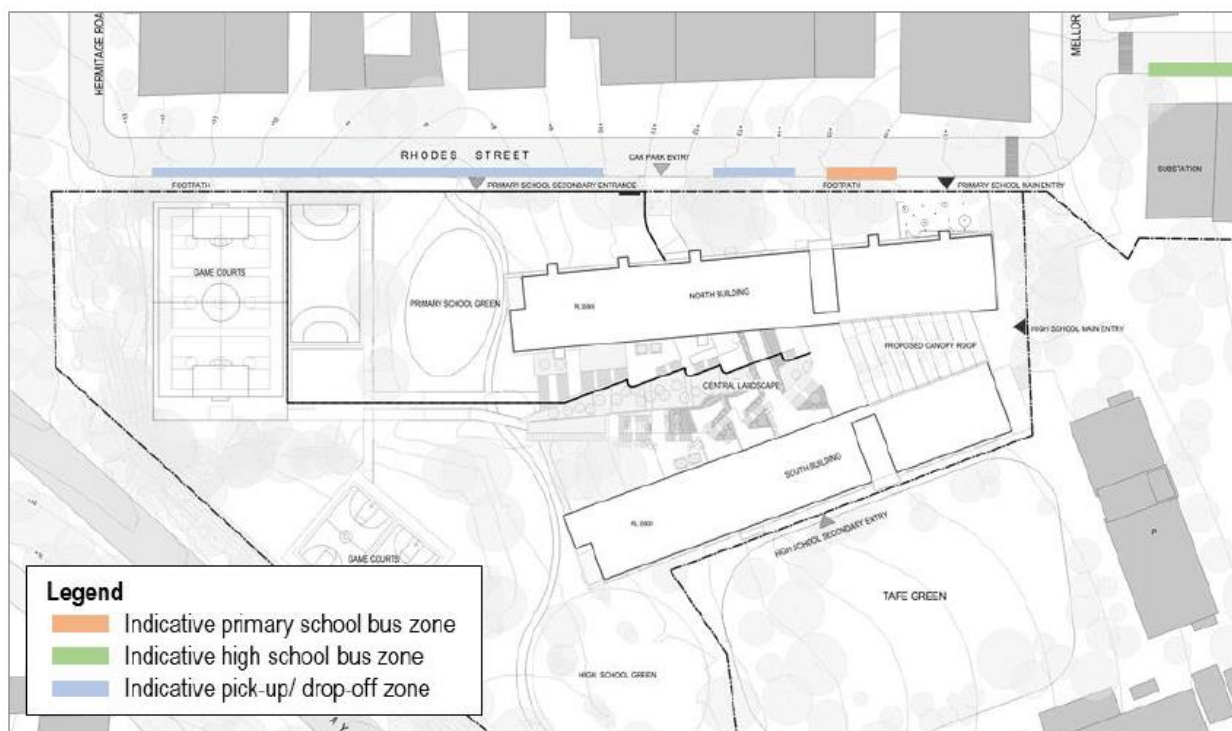 HERMITAGE ROA
MELLOR
RHODES STREET
CAR PARK ENTRY
FOOTPATH
PRIMARY SCHOOL SECONDARY ENTRANCE
FOOTPATH
PRIMARY SCHOOL MAIN ENTRY
SUBSTATION
GAME COURTS
PRIMARY SCHOOL GREEN
NORTH BUILDING
HIGH SCHOOL MAIN ENTRY
PROPOSED CANOPY ROOF
CENTRAL LANDSCAPE
SOUTH BUILDING
HIGH SCHOOL SECONDARY ENTRY
GAME COURTS
P
TAFE GREEN
HIGH SCHOOL GREEN
Legend
Indicative primary school bus zone
Indicative high school bus zone
Indicative pick-up/ drop-off zone
A Y